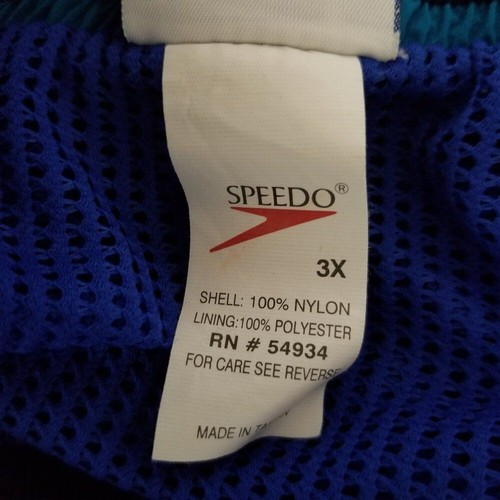 SPEEDO®
3X
SHELL: 100% NYLON
LINING:100% POLYESTER
RN # 54934
FOR CARE SEE REVERSE
MADE IN